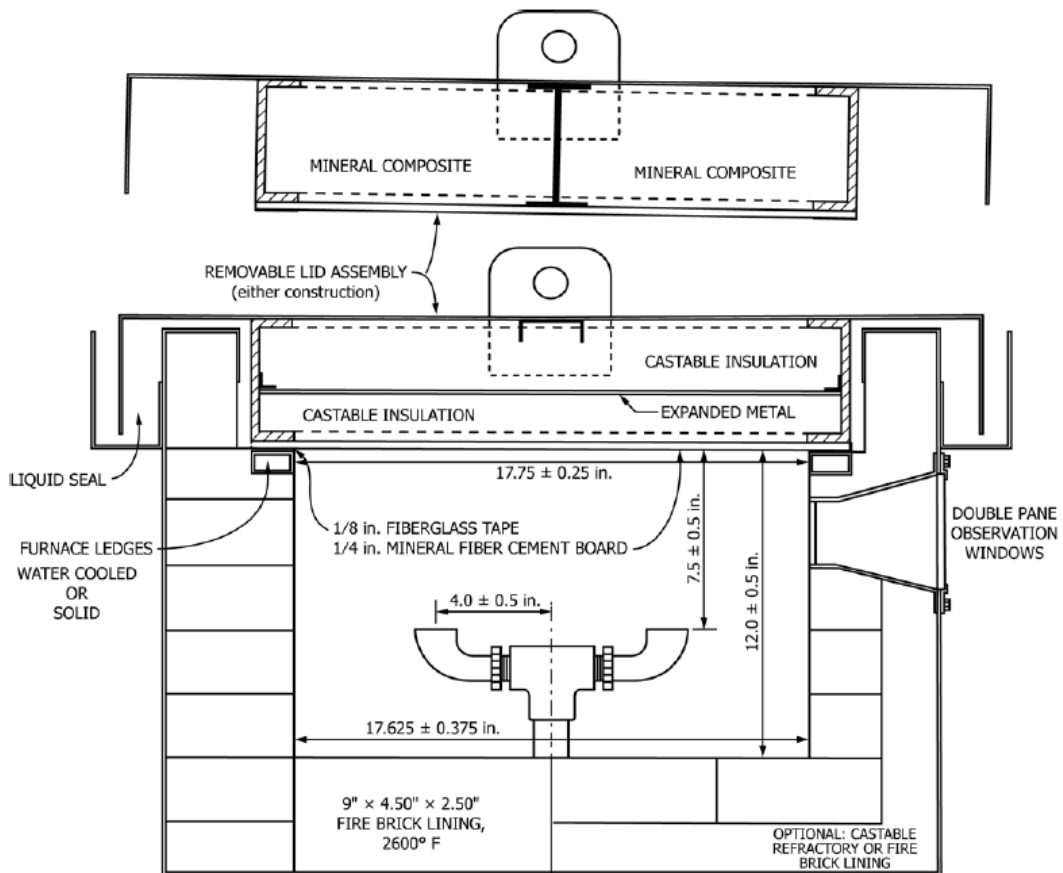 MINERAL COMPOSITE
MINERAL COMPOSITE
REMOVABLE LID ASSEMBLY
(either construction)
CASTABLE INSULATION
CASTABLE INSULATION
EXPANDED METAL
LIQUID SEAL
17.75 ± 0.25 in.
1/8 in. FIBERGLASS TAPE
1/4 in. MINERAL FIBER CEMENT BOARD
FURNACE LEDGES
WATER COOLED
OR
SOLID
DOUBLE PANE
OBSERVATION
WINDOWS
7.5 ± 0.5 in.
12.0 ± 0.5 in.
4.0 ± 0.5 in.
17.625 ± 0.375 in.
9" × 4.50" × 2.50"
FIRE BRICK LINING,
2600° F
OPTIONAL: CASTABLE
REFRACTORY OR FIRE
BRICK LINING